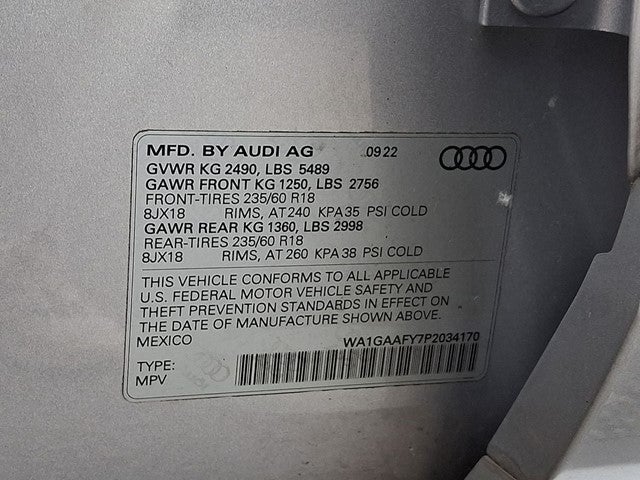 MFD. BY AUDI AG 09 22
GVWR KG 2490, LBS 5489
GAWR FRONT KG 1250, LBS 2756
FRONT-TIRES 235/60 R18
8JX18 RIMS, AT 240 KPA 35 PSI COLD
GAWR REAR KG 1360, LBS 2998
REAR-TIRES 235/60 R18
8JX18 RIMS, AT 260 KPA 38 PSI COLD
THIS VEHICLE CONFORMS TO ALL APPLICABLE
U.S. FEDERAL MOTOR VEHICLE SAFETY AND
THEFT PREVENTION STANDARDS IN EFFECT ON
THE DATE OF MANUFACTURE SHOWN ABOVE.
MEXICO WA1GAAFY7P2034170
TYPE:
MPV